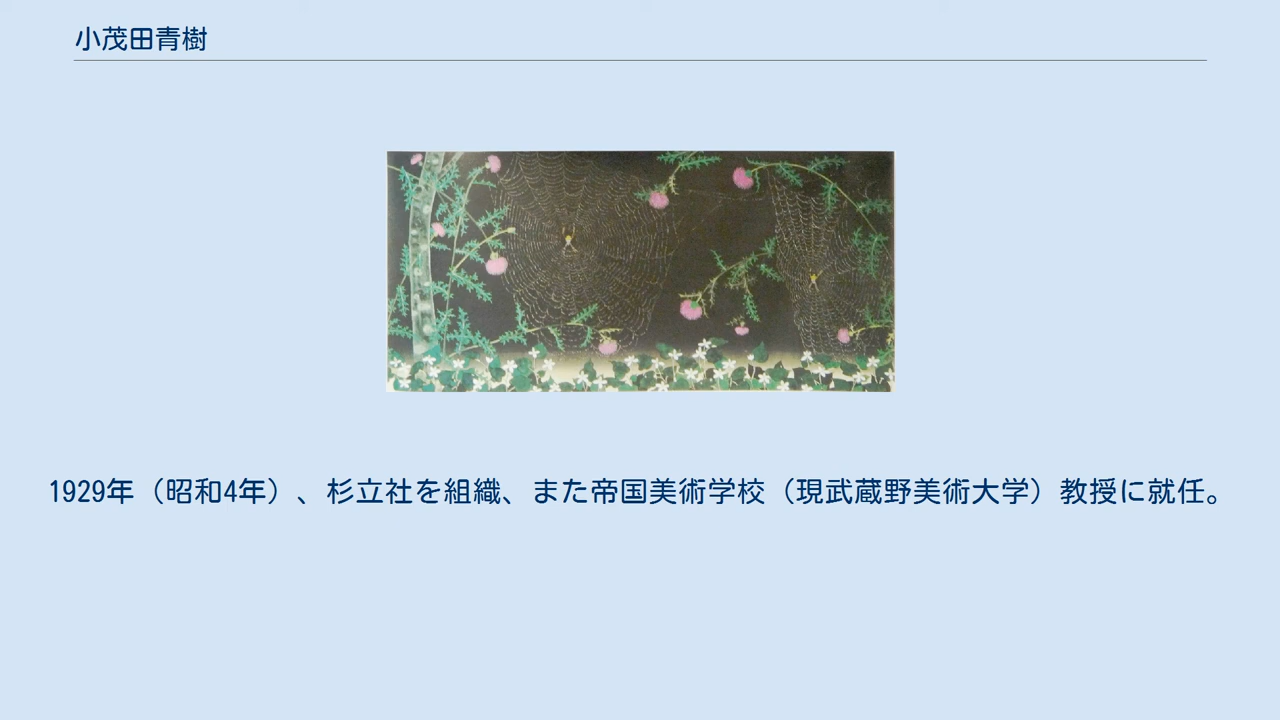 小茂田青樹
1929年（昭和4年）、杉立社を組織、また帝国美術学校（現武蔵野美術大学）教授に就任。